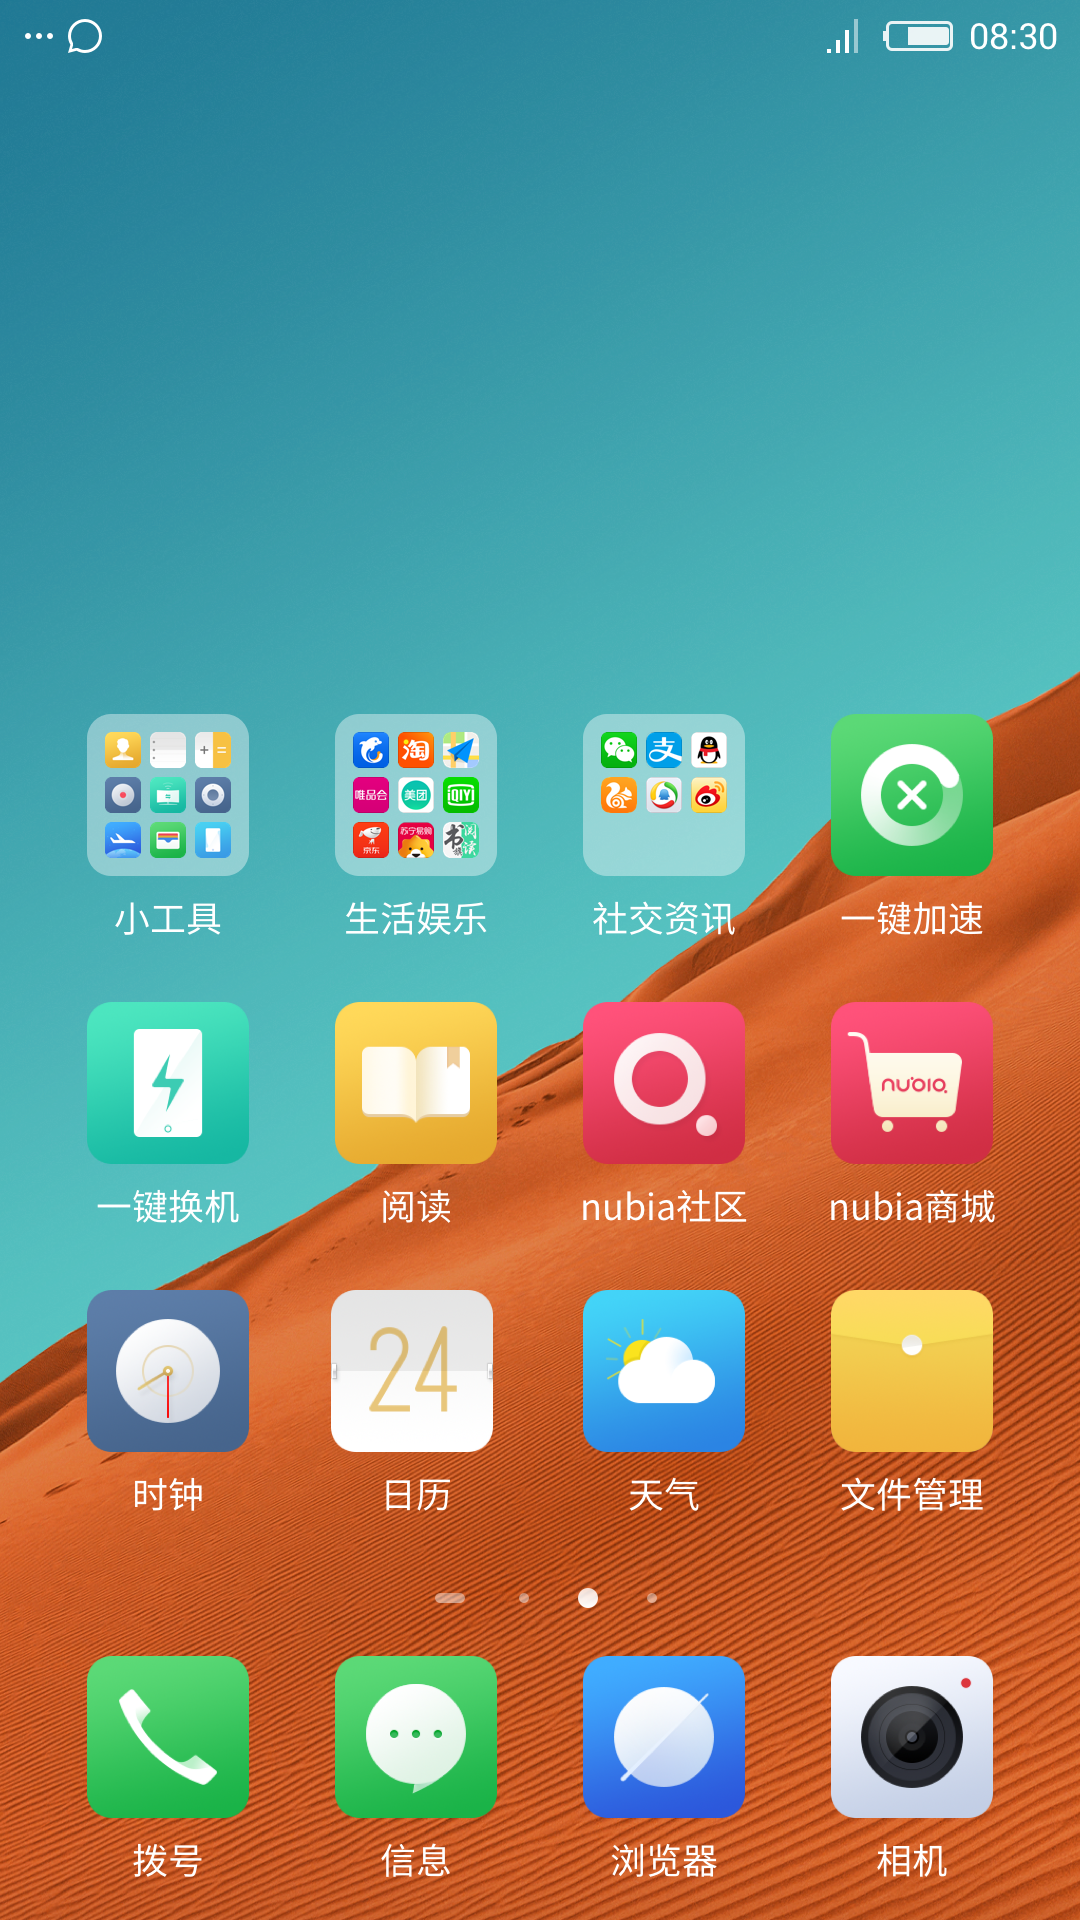 08:30
淘
支
唯品会
美团
iQIYI
京东
苏宁易购
书族
阅读
小工具
生活娱乐
社交资讯
一键加速
nubia
一键换机
阅读
nubia社区
nubia商城
24
时钟
日历
天气
文件管理
拨号
信息
浏览器
相机